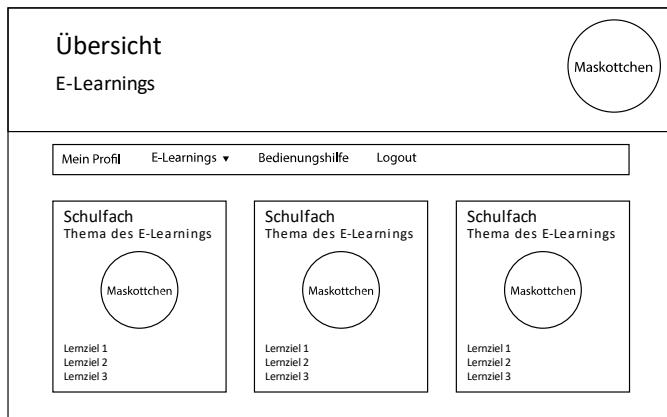 Übersicht
E-Learnings
Maskottchen
Mein Profil E-Learnings ▼ Bedienungshilfe Logout
Schulfach
Thema des E-Learnings
Maskottchen
Lernziel 1
Lernziel 2
Lernziel 3
Schulfach
Thema des E-Learnings
Maskottchen
Lernziel 1
Lernziel 2
Lernziel 3
Schulfach
Thema des E-Learnings
Maskottchen
Lernziel 1
Lernziel 2
Lernziel 3